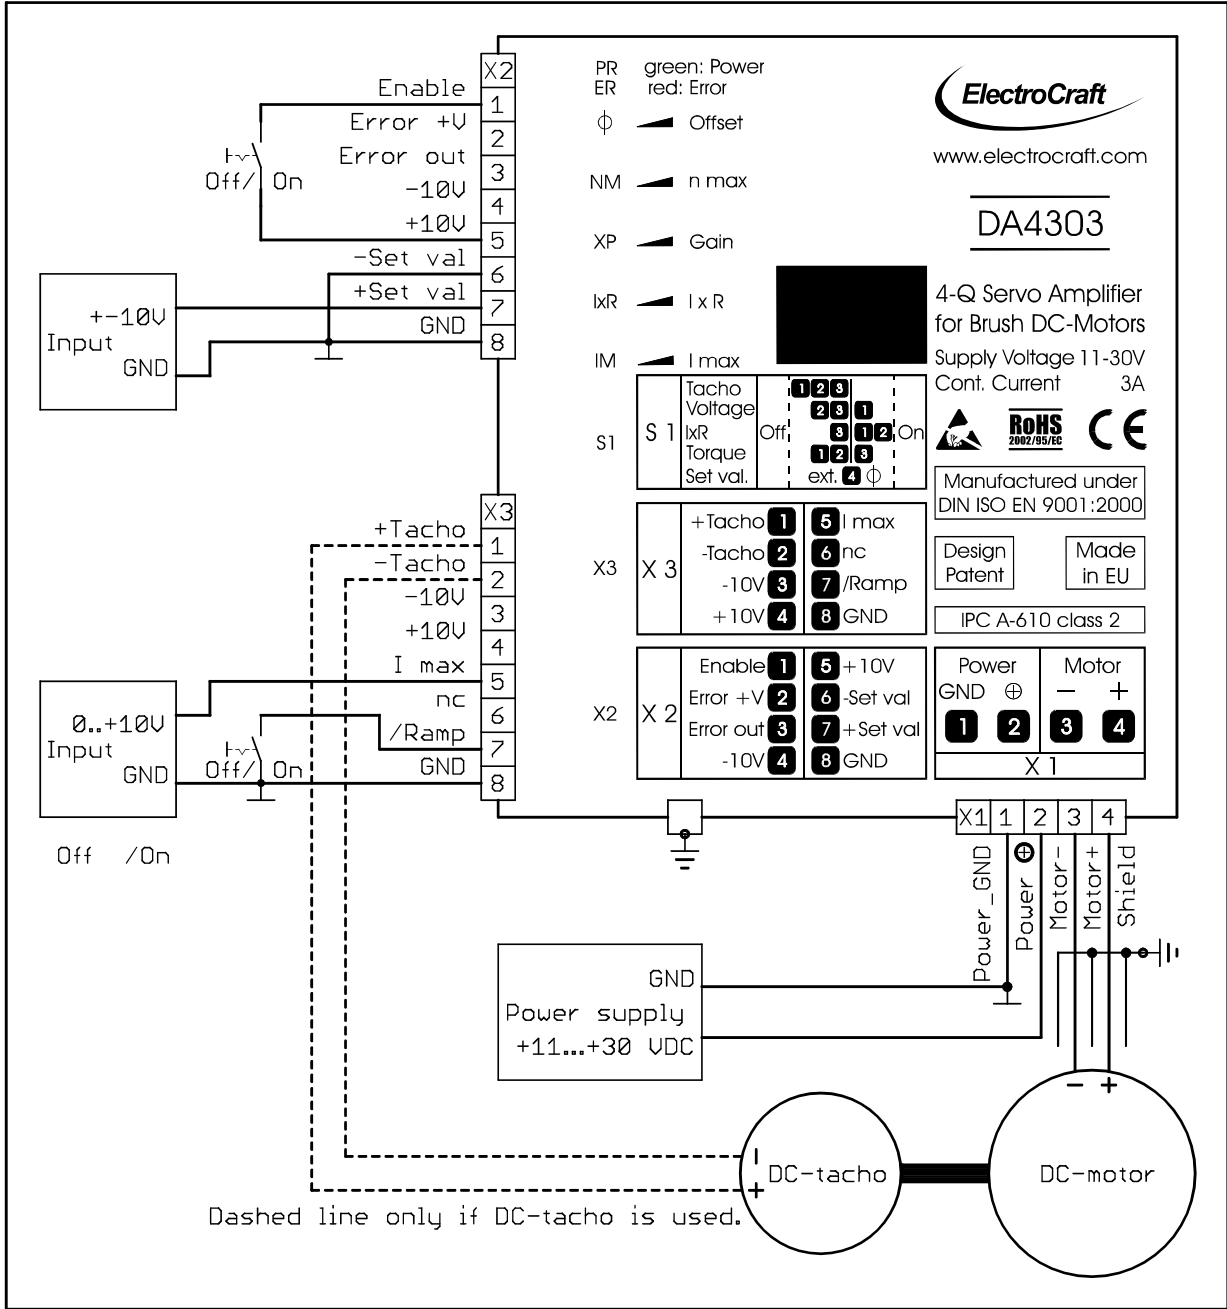 X2
Enable
1
Error +V
2
Error out
3
-10V
4
+10V
5
-Set val
6
+Set val
7
GND
8
Off/ On
+-10V
Input
GND
X3
+Tacho
1
-Tacho
2
-10V
3
+10V
4
I max
5
nc
6
/Ramp
7
GND
8
0..+10V
Input
GND
Off/ On
Off /On
PR green: Power
ER red: Error
ϕ Offset
NM n max
XP Gain
IxR I x R
IM I max
S1
S 1
Tacho 1 2 3
Voltage 2 3 1
IxR Off 3 1 2 On
Torque 1 2 3
Set val. ext. 4 ϕ
X3
X 3
+Tacho 1 5 I max
-Tacho 2 6 nc
-10V 3 7 /Ramp
+10V 4 8 GND
X2
X 2
Enable 1 5 +10V
Error +V 2 6 -Set val
Error out 3 7 +Set val
-10V 4 8 GND
ElectroCraft
www.electrocraft.com
DA4303
4-Q Servo Amplifier
for Brush DC-Motors
Supply Voltage 11-30V
Cont. Current 3A
RoHS
2002/95/EC
CE
Manufactured under
DIN ISO EN 9001:2000
Design
Patent
Made
in EU
IPC A-610 class 2
Power Motor
GND ⊕ − +
1 2 3 4
X 1
X1 1 2 3 4
Power_GND
Power ⊕
Motor-
Motor+
Shield
GND
Power supply
+11...+30 VDC
- +
DC-motor
-
DC-tacho
+
Dashed line only if DC-tacho is used.